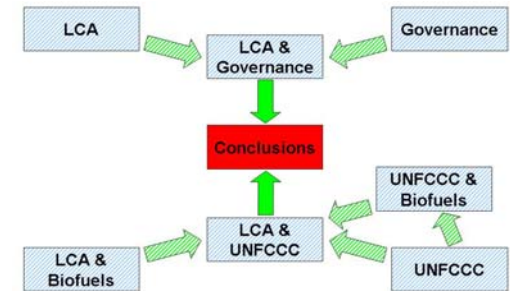 LCA
Governance
LCA &
Governance
Conclusions
UNFCCC &
Biofuels
LCA &
UNFCCC
LCA &
Biofuels
UNFCCC